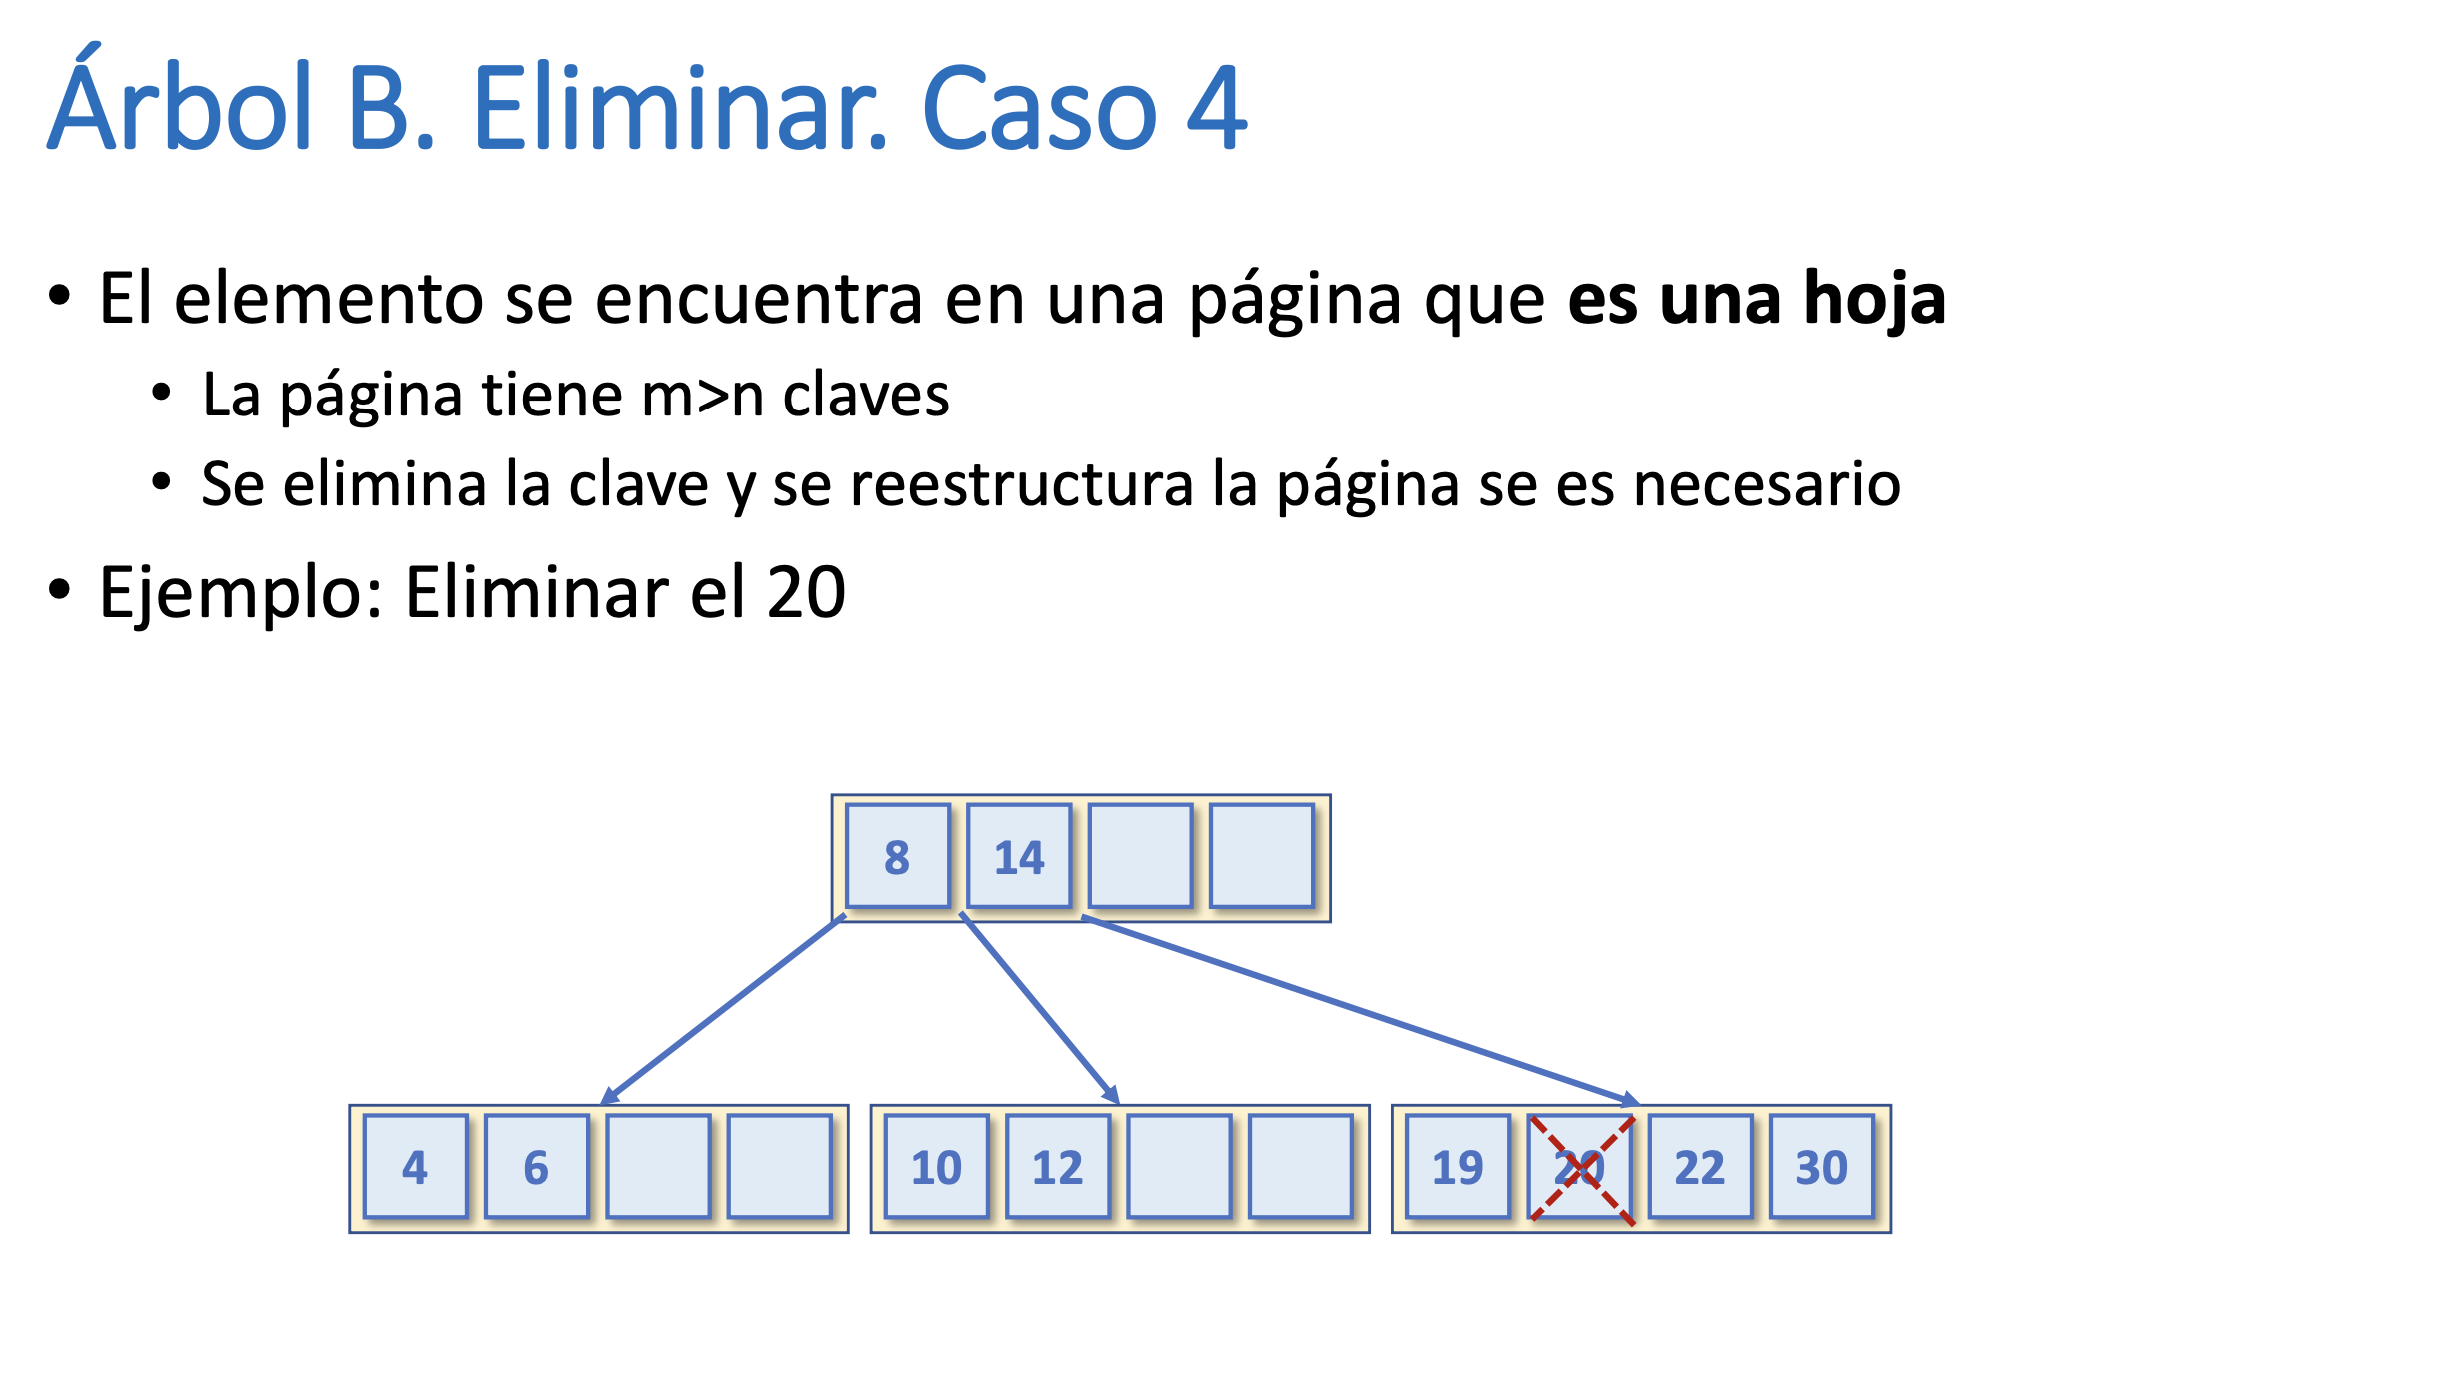 Árbol B. Eliminar. Caso 4
• El elemento se encuentra en una página que es una hoja
• La página tiene m>n claves
• Se elimina la clave y se reestructura la página se es necesario
• Ejemplo: Eliminar el 20
8 14
4 6 10 12 19 20 22 30